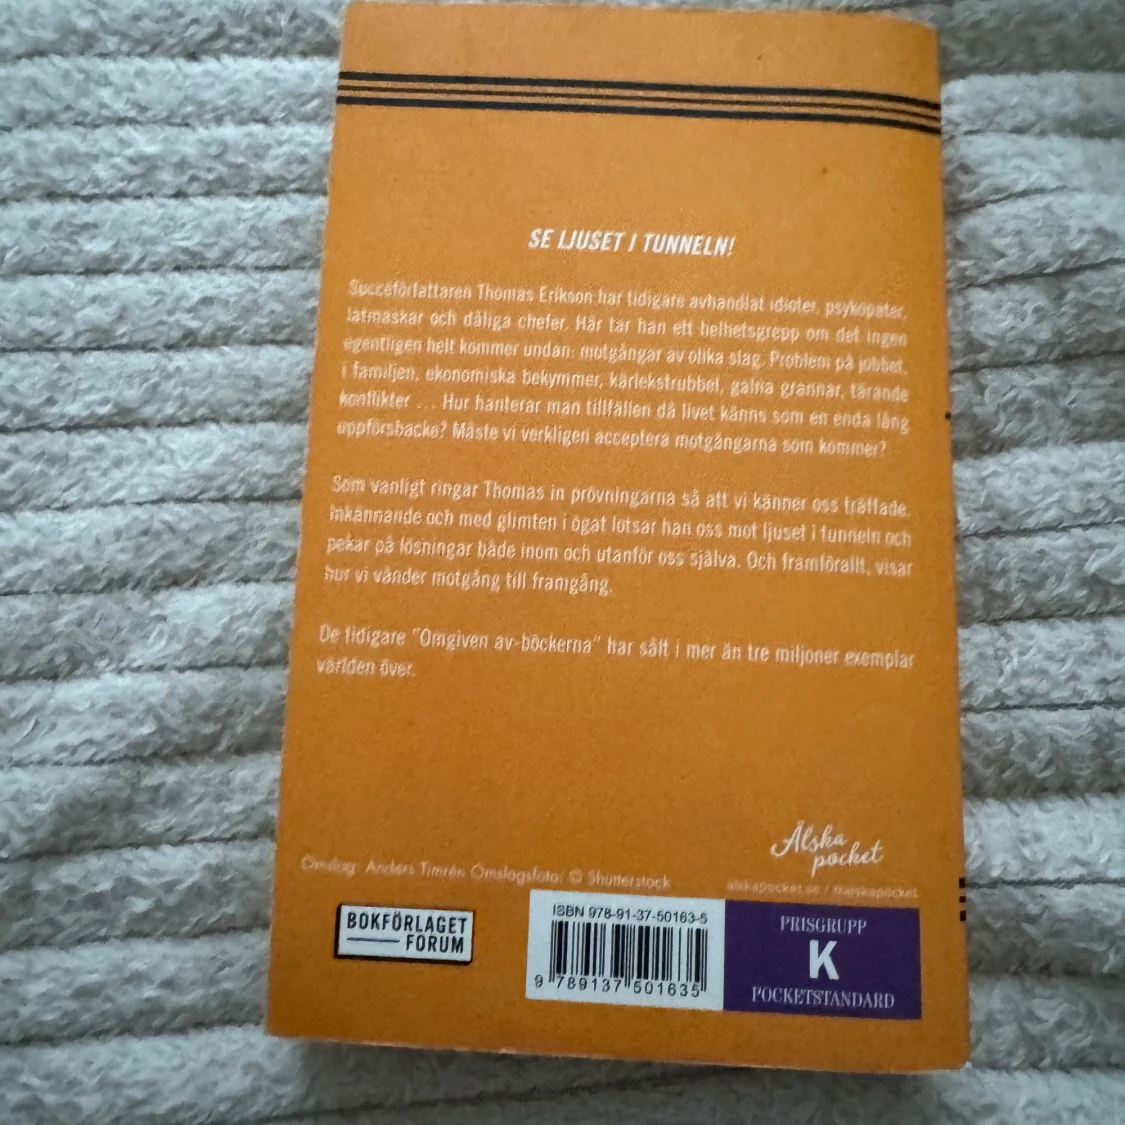 SE LJUSET I TUNNELN!
Succéförfattaren Thomas Erikson har tidigare avhandlat idioter, psykopater,
latmaskar och dåliga chefer. Här tar han ett helhetsgrepp om det ingen
egentligen helt kommer undan: motgångar av olika slag. Problem på jobbet,
i familjen, ekonomiska bekymmer, kärlekstrubbel, galna grannar, tärande
konflikter ... Hur hanterar man tillfällen då livet känns som en enda lång
uppförsbacke? Måste vi verkligen acceptera motgångarna som kommer?
Som vanligt ringar Thomas in prövningarna så att vi känner oss träffade.
Inkännande och med glimten i ögat lotsar han oss mot ljuset i tunneln och
pekar på lösningar både inom och utanför oss själva. Och framförallt, visar
hur vi vänder motgång till framgång.
De tidigare "Omgiven av-böckerna" har sålt i mer än tre miljoner exemplar
världen över.
Älska
pocket
alskapocket.se / @alskapocket
Omslag: Anders Timrén Omslagsfoto: © Shutterstock
BOKFÖRLAGET
FORUM
ISBN 978-91-37-50163-5
9 789137 501635
PRISGRUPP
K
POCKETSTANDARD